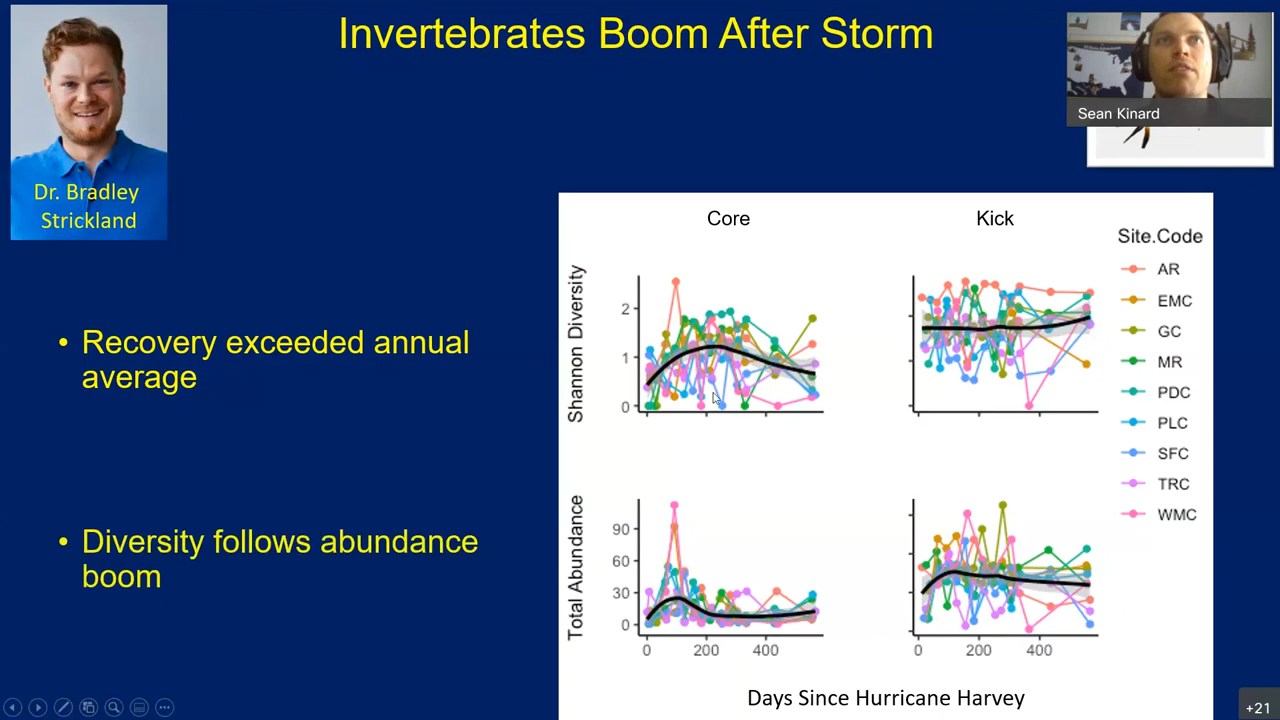 Invertebrates Boom After Storm
Dr. Bradley
Strickland
Sean Kinard
• Recovery exceeded annual
average
• Diversity follows abundance
boom
Core
Kick
Shannon Diversity
2
1
0
Total Abundance
90
60
30
0
0 200 400
0 200 400
Days Since Hurricane Harvey
Site.Code
AR
EMC
GC
MR
PDC
PLC
SFC
TRC
WMC
+21